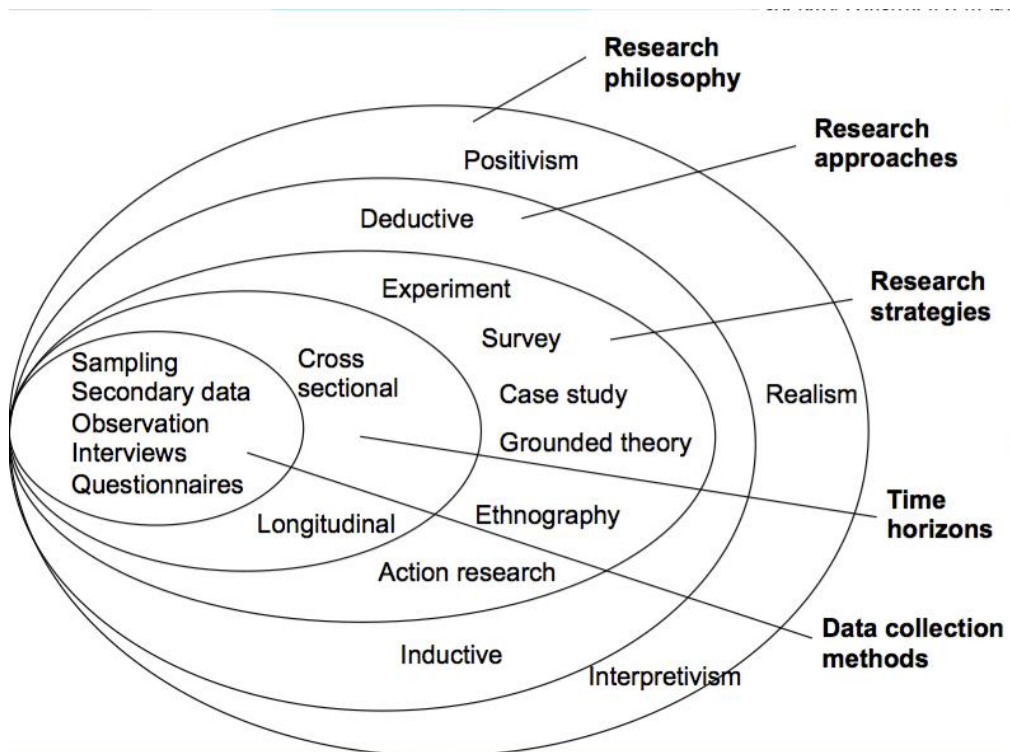 Research
philosophy
Research
approaches
Positivism
Deductive
Research
strategies
Experiment
Survey
Cross
sectional
Sampling
Secondary data
Observation
Interviews
Questionnaires
Case study
Realism
Grounded theory
Time
horizons
Ethnography
Longitudinal
Action research
Data collection
methods
Inductive
Interpretivism